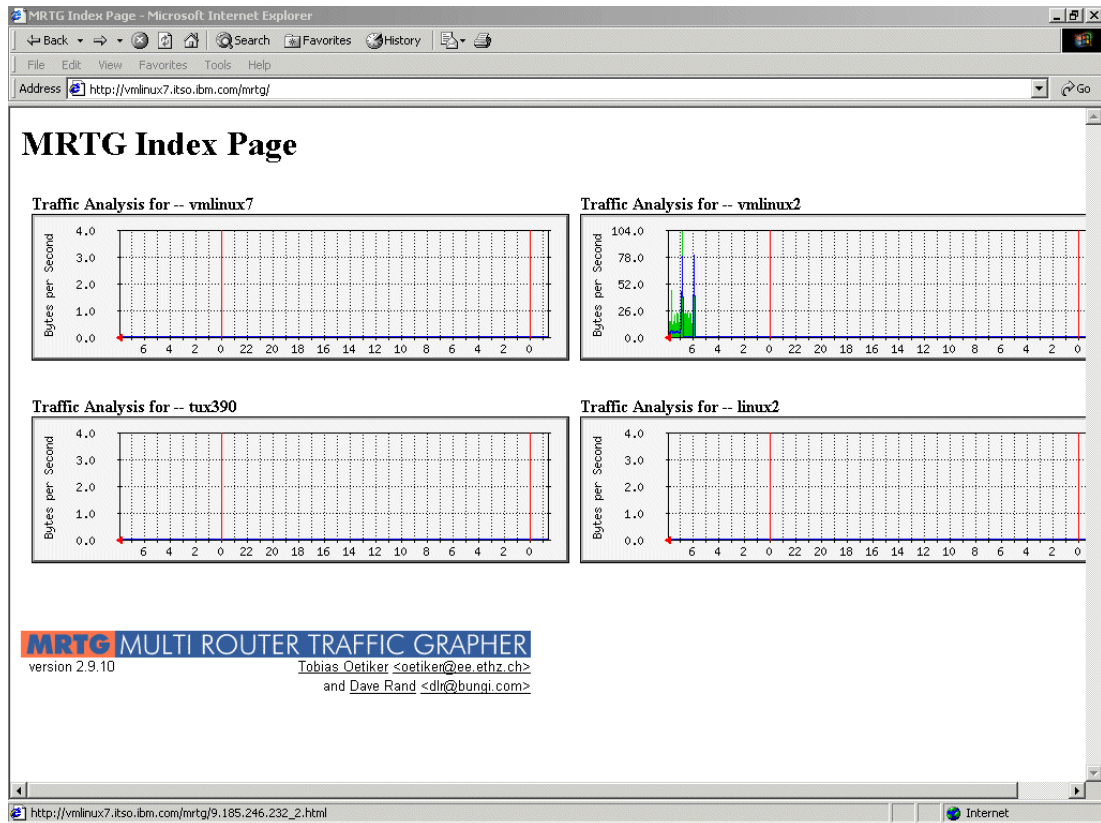 MRTG Index Page - Microsoft Internet Explorer
Back Search Favorites History
File Edit View Favorites Tools Help
Address http://vmlinux7.itso.ibm.com/mrtg/ Go
MRTG Index Page
Traffic Analysis for -- vmlinux7
Bytes per Second
4.0
3.0
2.0
1.0
0.0
6 4 2 0 22 20 18 16 14 12 10 8 6 4 2 0
Traffic Analysis for -- vmlinux2
Bytes per Second
104.0
78.0
52.0
26.0
0.0
6 4 2 0 22 20 18 16 14 12 10 8 6 4 2 0
Traffic Analysis for -- tux390
Bytes per Second
4.0
3.0
2.0
1.0
0.0
6 4 2 0 22 20 18 16 14 12 10 8 6 4 2 0
Traffic Analysis for -- linux2
Bytes per Second
4.0
3.0
2.0
1.0
0.0
6 4 2 0 22 20 18 16 14 12 10 8 6 4 2 0
MRTG MULTI ROUTER TRAFFIC GRAPHER
version 2.9.10 Tobias Oetiker <oetiker@ee.ethz.ch>
and Dave Rand <dlr@bungi.com>
http://vmlinux7.itso.ibm.com/mrtg/9.185.246.232_2.html Internet